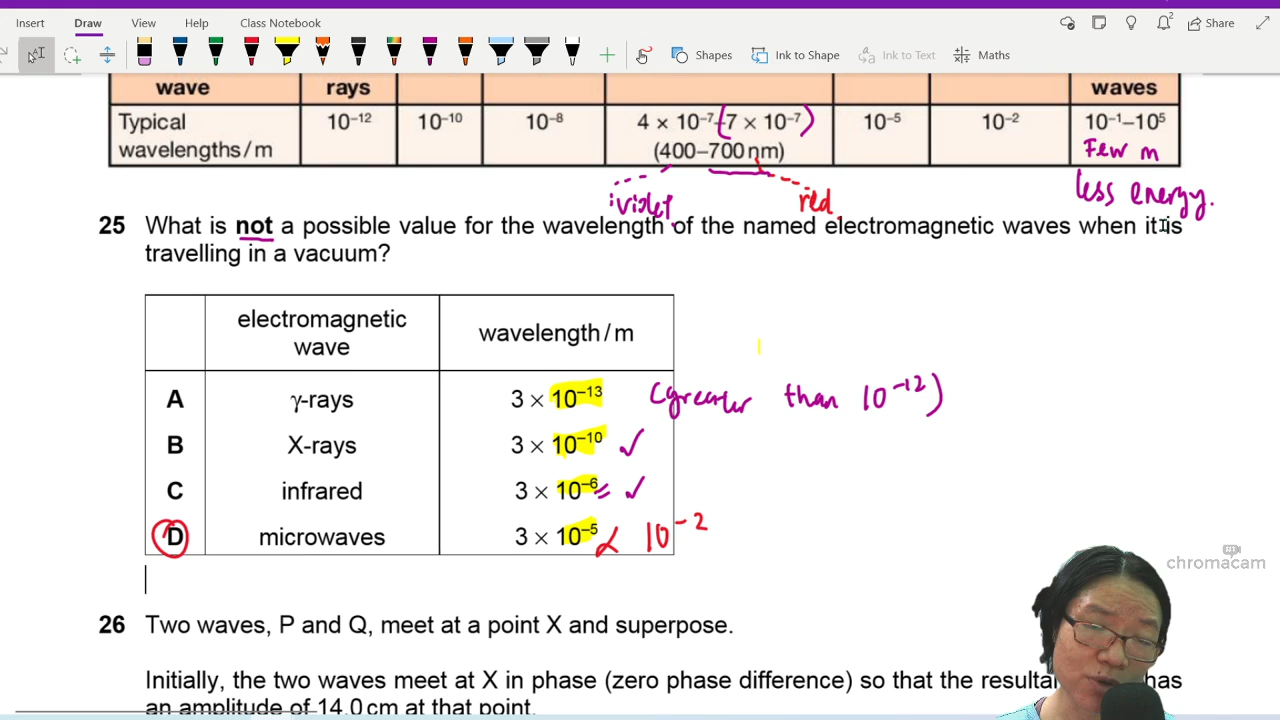 Insert Draw View Help Class Notebook
2
Share
Shapes Ink to Shape Ink to Text Maths
wave rays waves
Typical wavelengths / m 10⁻¹² 10⁻¹⁰ 10⁻⁸ 4 × 10⁻⁷–7 × 10⁻⁷ (400–700 nm) 10⁻⁵ 10⁻² 10⁻¹–10⁵
Few m
violet red less energy.
25 What is not a possible value for the wavelength of the named electromagnetic waves when it is
travelling in a vacuum?
electromagnetic wave wavelength / m
A γ-rays 3 × 10⁻¹³ (greater than 10⁻¹²)
B X-rays 3 × 10⁻¹⁰ ✓
C infrared 3 × 10⁻⁶ = ✓
D microwaves 3 × 10⁻⁵ < 10⁻²
chromacam
26 Two waves, P and Q, meet at a point X and superpose.
Initially, the two waves meet at X in phase (zero phase difference) so that the has
an amplitude of 14.0 cm at that point.